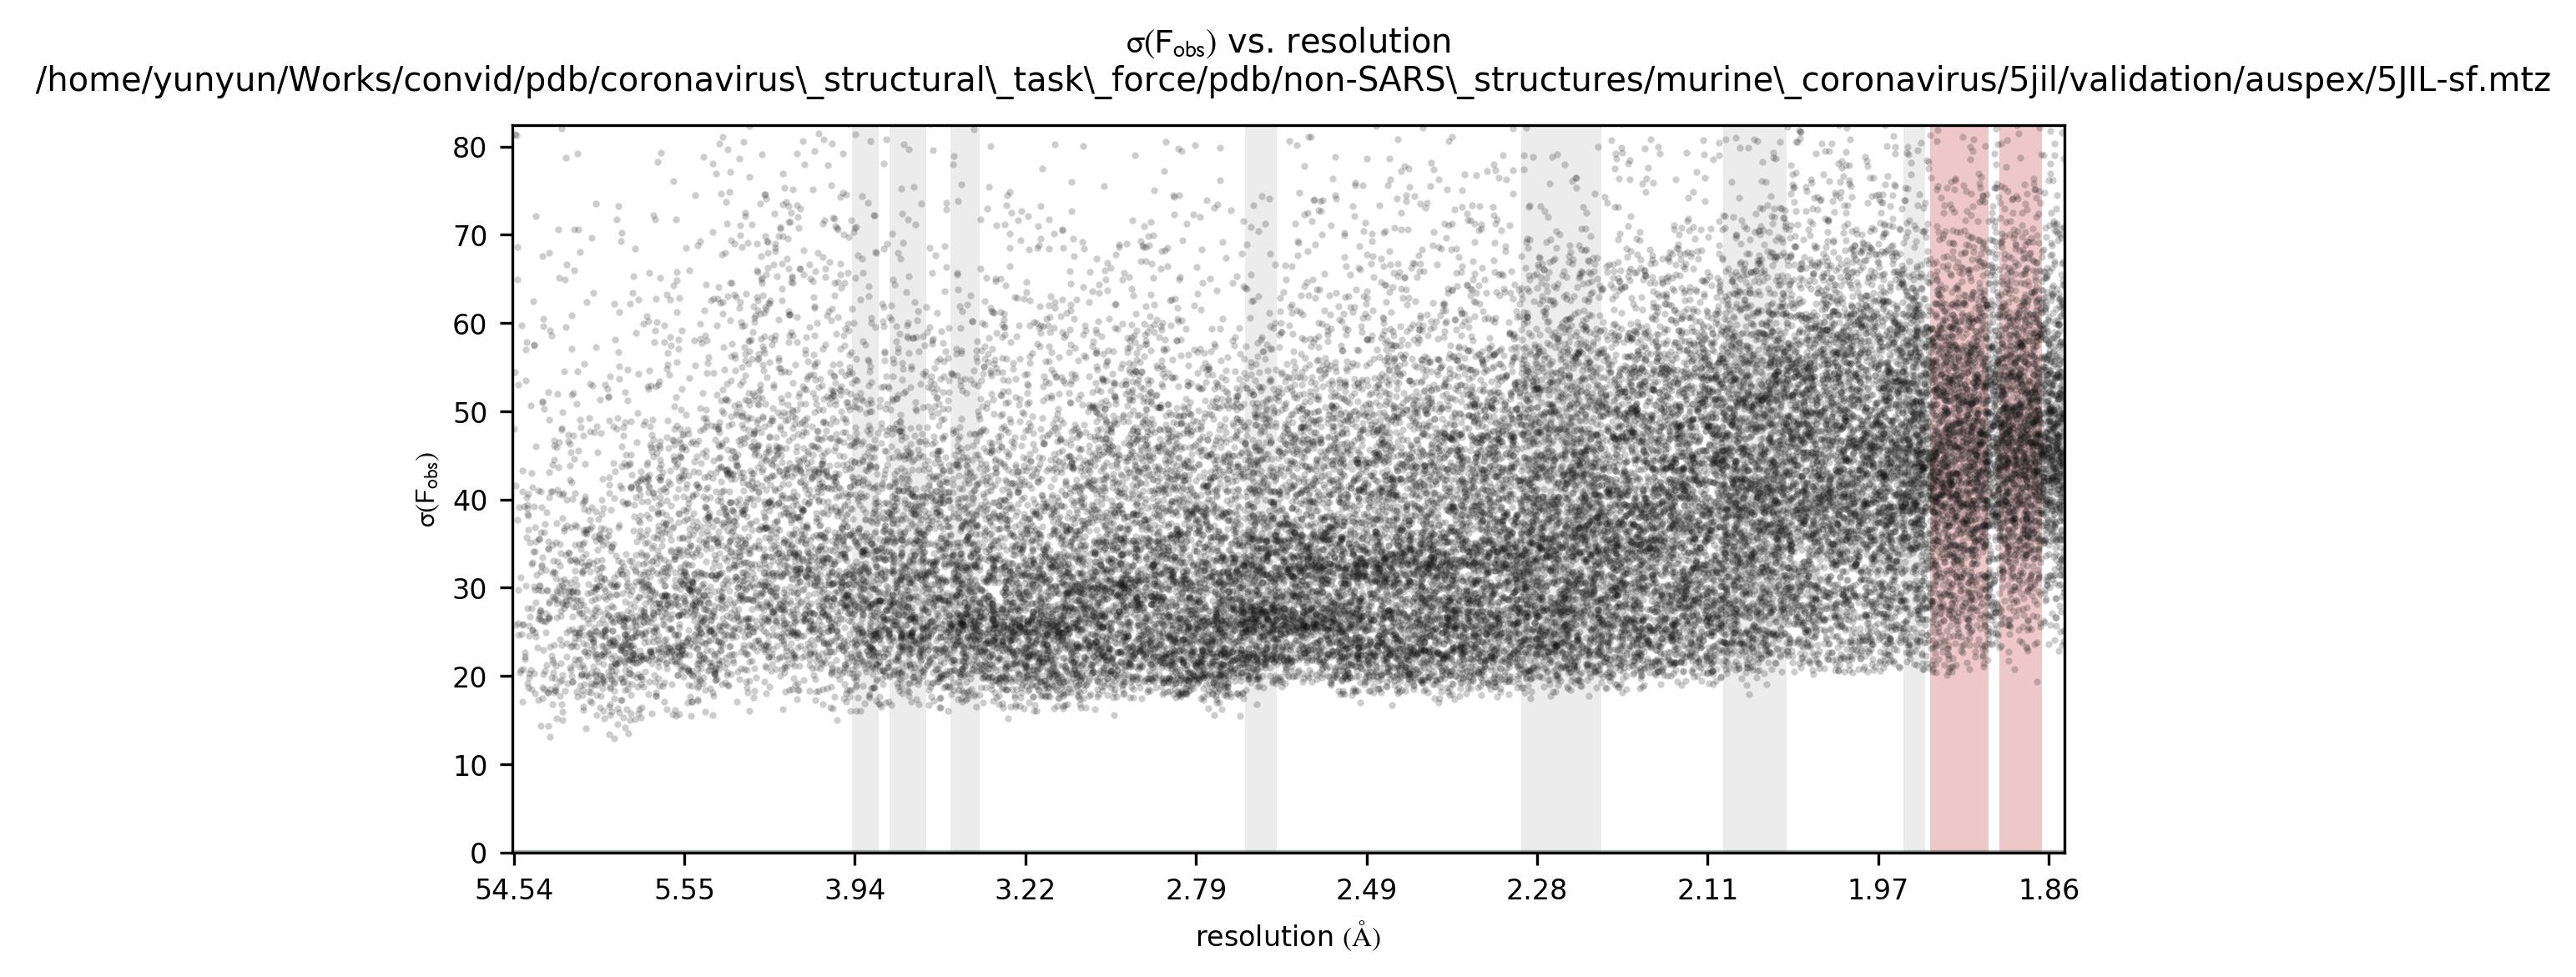 σ(Fobs) vs. resolution
/home/yunyun/Works/convid/pdb/coronavirus\_structural\_task\_force/pdb/non-SARS\_structures/murine\_coronavirus/5jil/validation/auspex/5JIL-sf.mtz
80
70
60
50
40
30
20
10
0
σ(Fobs)
54.54 5.55 3.94 3.22 2.79 2.49 2.28 2.11 1.97 1.86
resolution (Å)